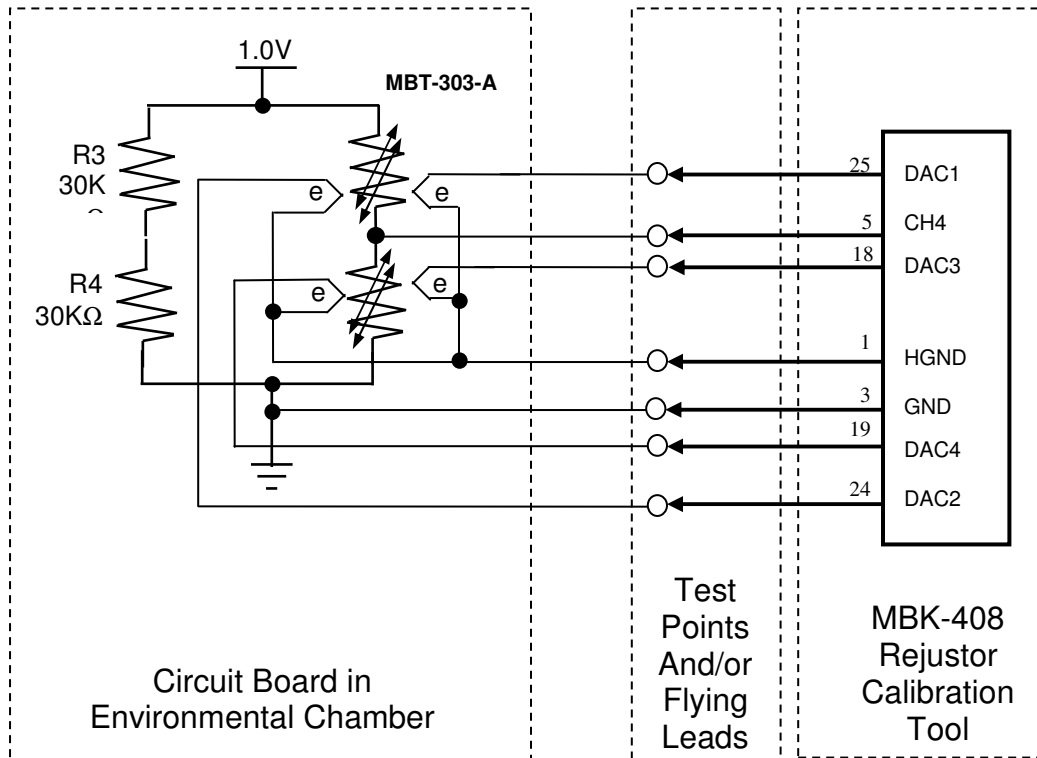 1.0V
MBT-303-A
R3
30K
R4
30KΩ
e
e
e
e
25
DAC1
5
CH4
18
DAC3
1
HGND
3
GND
19
DAC4
24
DAC2
Circuit Board in
Environmental Chamber
Test
Points
And/or
Flying
Leads
MBK-408
Rejustor
Calibration
Tool